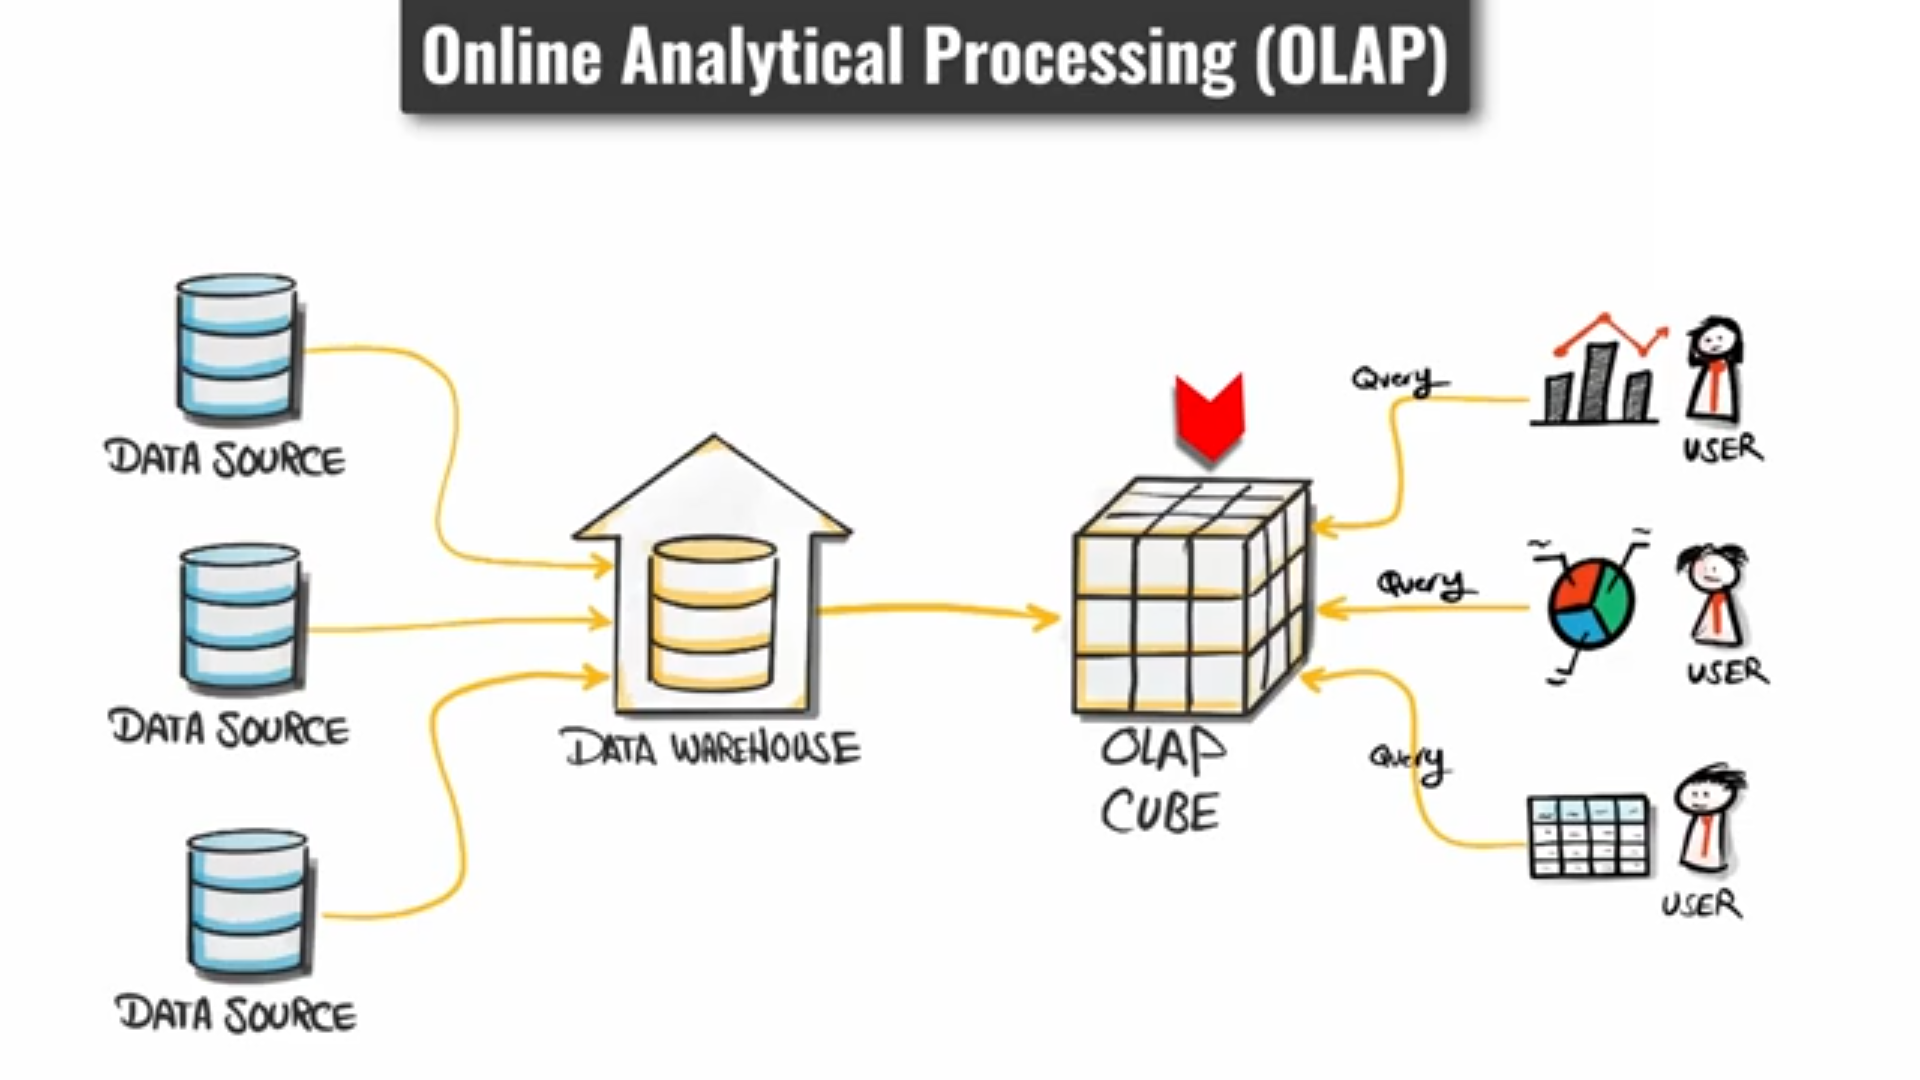 Online Analytical Processing (OLAP)
DATA SOURCE
DATA SOURCE
DATA SOURCE
DATA WAREHOUSE
OLAP
CUBE
Query
USER
Query
USER
Query
USER